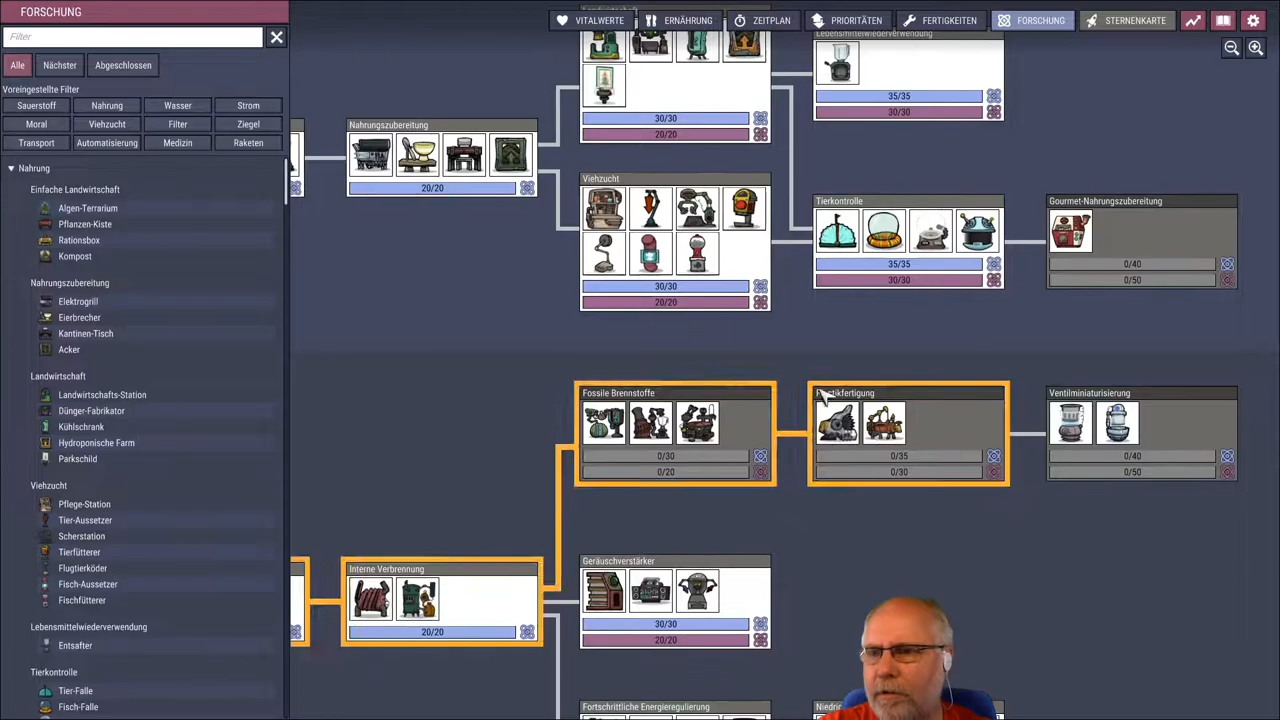 FORSCHUNG
VITALWERTE
ERNÄHRUNG
ZEITPLAN
PRIORITÄTEN
FERTIGKEITEN
FORSCHUNG
STERNENKARTE
Filter
Alle
Nächster
Abgeschlossen
Voreingestellte Filter
Sauerstoff
Nahrung
Wasser
Strom
Moral
Viehzucht
Filter
Ziegel
Transport
Automatisierung
Medizin
Raketen
Nahrung
Einfache Landwirtschaft
Algen-Terrarium
Pflanzen-Kiste
Rationsbox
Kompost
Nahrungszubereitung
Elektrogrill
Eierbrecher
Kantinen-Tisch
Acker
Landwirtschaft
Landwirtschafts-Station
Dünger-Fabrikator
Kühlschrank
Hydroponische Farm
Parkschild
Viehzucht
Pflege-Station
Tier-Aussetzer
Scherstation
Tierfütterer
Flugtierköder
Fisch-Aussetzer
Fischfütterer
Lebensmittelwiederverwendung
Entsafter
Tierkontrolle
Tier-Falle
Fisch-Falle
Nahrungszubereitung
20/20
Landwirtschaft
30/30
20/20
Lebensmittelwiederverwendung
35/35
30/30
Viehzucht
30/30
20/20
Tierkontrolle
35/35
30/30
Gourmet-Nahrungszubereitung
0/40
0/50
Fossile Brennstoffe
0/30
0/20
0/35
0/30
Ventilminiaturisierung
0/40
0/50
Interne Verbrennung
20/20
Geräuschverstärker
30/30
20/20
Fortschrittliche Energieregulierung